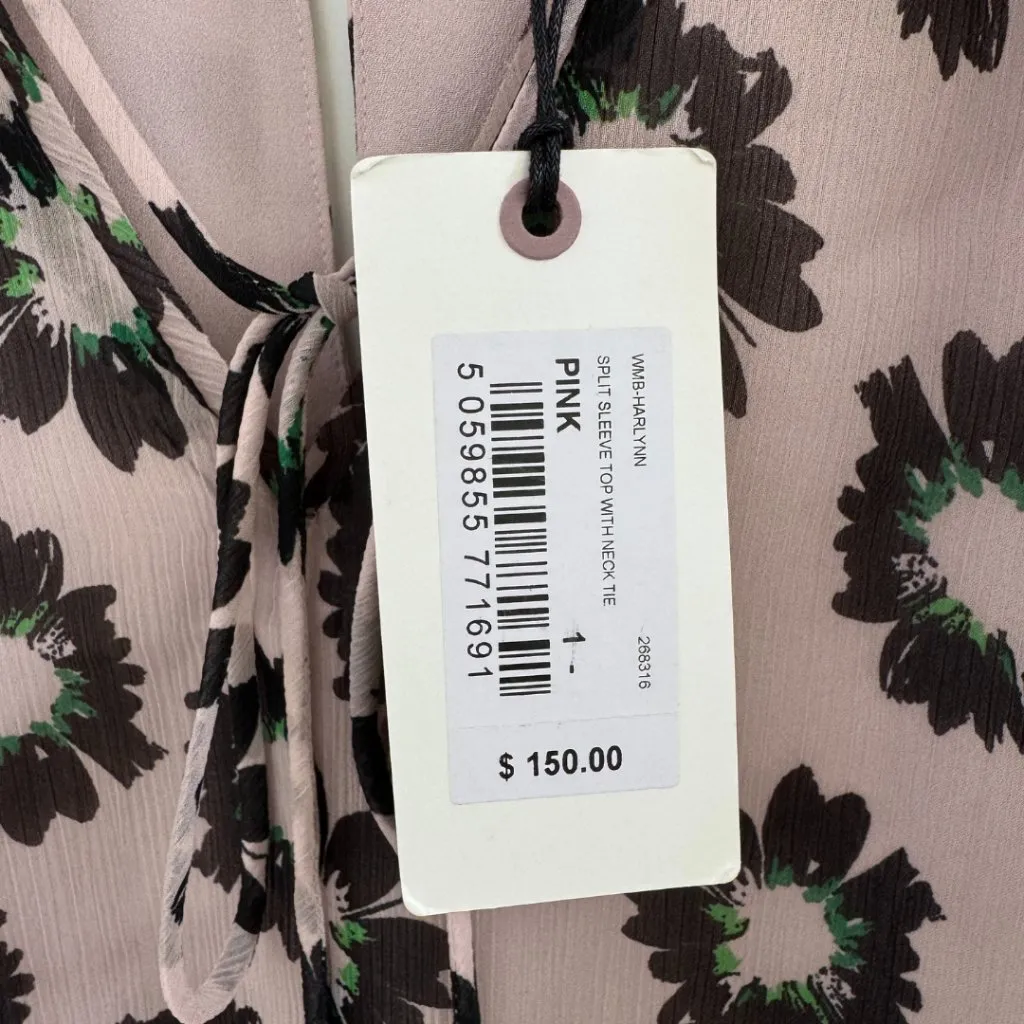 WMB-HARLYNN 268316
SPLIT SLEEVE TOP WITH NECK TIE
PINK 1 -
5 059855 771691
$ 150.00